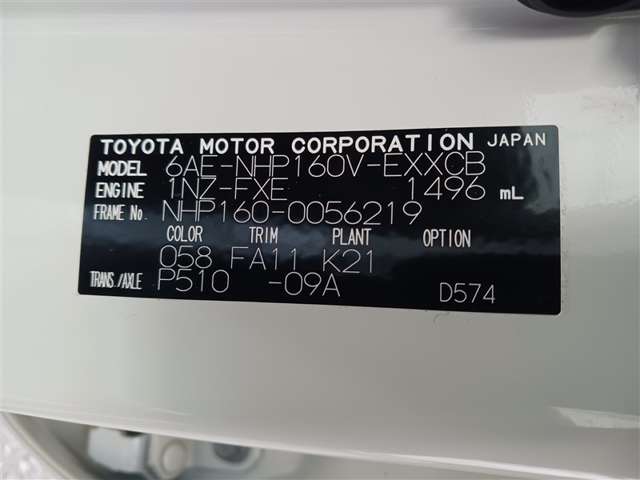 TOYOTA MOTOR CORPORATION JAPAN
MODEL 6AE-NHP160V-EXXCB
ENGINE 1NZ-FXE 1496 mL
FRAME No. NHP160-0056219
COLOR TRIM PLANT OPTION
058 FA11 K21
TRANS./AXLE P510 -09A D574